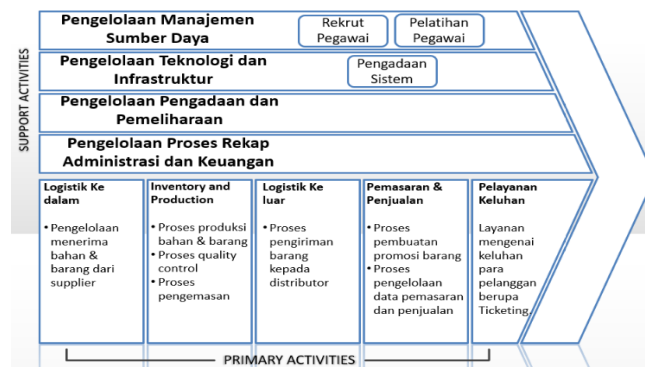 SUPPORT ACTIVITIES
Pengelolaan Manajemen
Sumber Daya
Rekrut
Pegawai
Pelatihan
Pegawai
Pengelolaan Teknologi dan
Infrastruktur
Pengadaan
Sistem
Pengelolaan Pengadaan dan
Pemeliharaan
Pengelolaan Proses Rekap
Administrasi dan Keuangan
Logistik Ke
dalam
• Pengelolaan
menerima
bahan &
barang dari
supplier
Inventory and
Production
• Proses produksi
bahan & barang
• Proses quality
control
• Proses
pengemasan
Logistik Ke
luar
• Proses
pengiriman
barang
kepada
distributor
Pemasaran &
Penjualan
• Proses
pembuatan
promosi barang
• Proses
pengelolaan
data pemasaran
dan penjualan
Pelayanan
Keluhan
Layanan
mengenai
keluhan
para
pelanggan
berupa
Ticketing.
PRIMARY ACTIVITIES